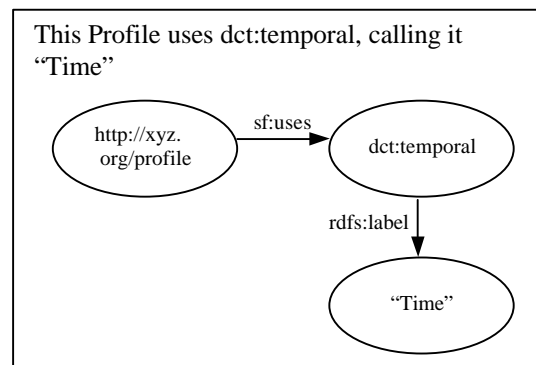 This Profile uses dct:temporal, calling it
“Time”
http://xyz.
org/profile
sf:uses
dct:temporal
rdfs:label
“Time”